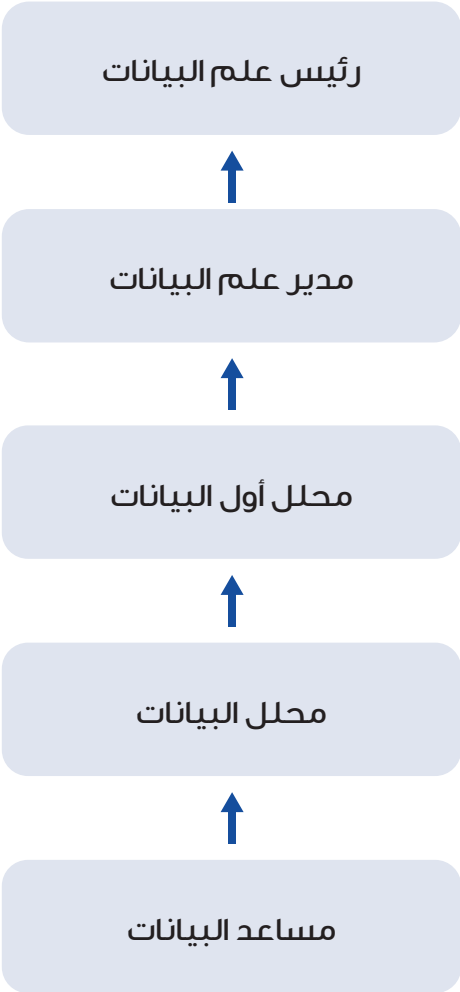 رئيس علم البيانات
مدير علم البيانات
محلل أول البيانات
محلل البيانات
مساعد البيانات